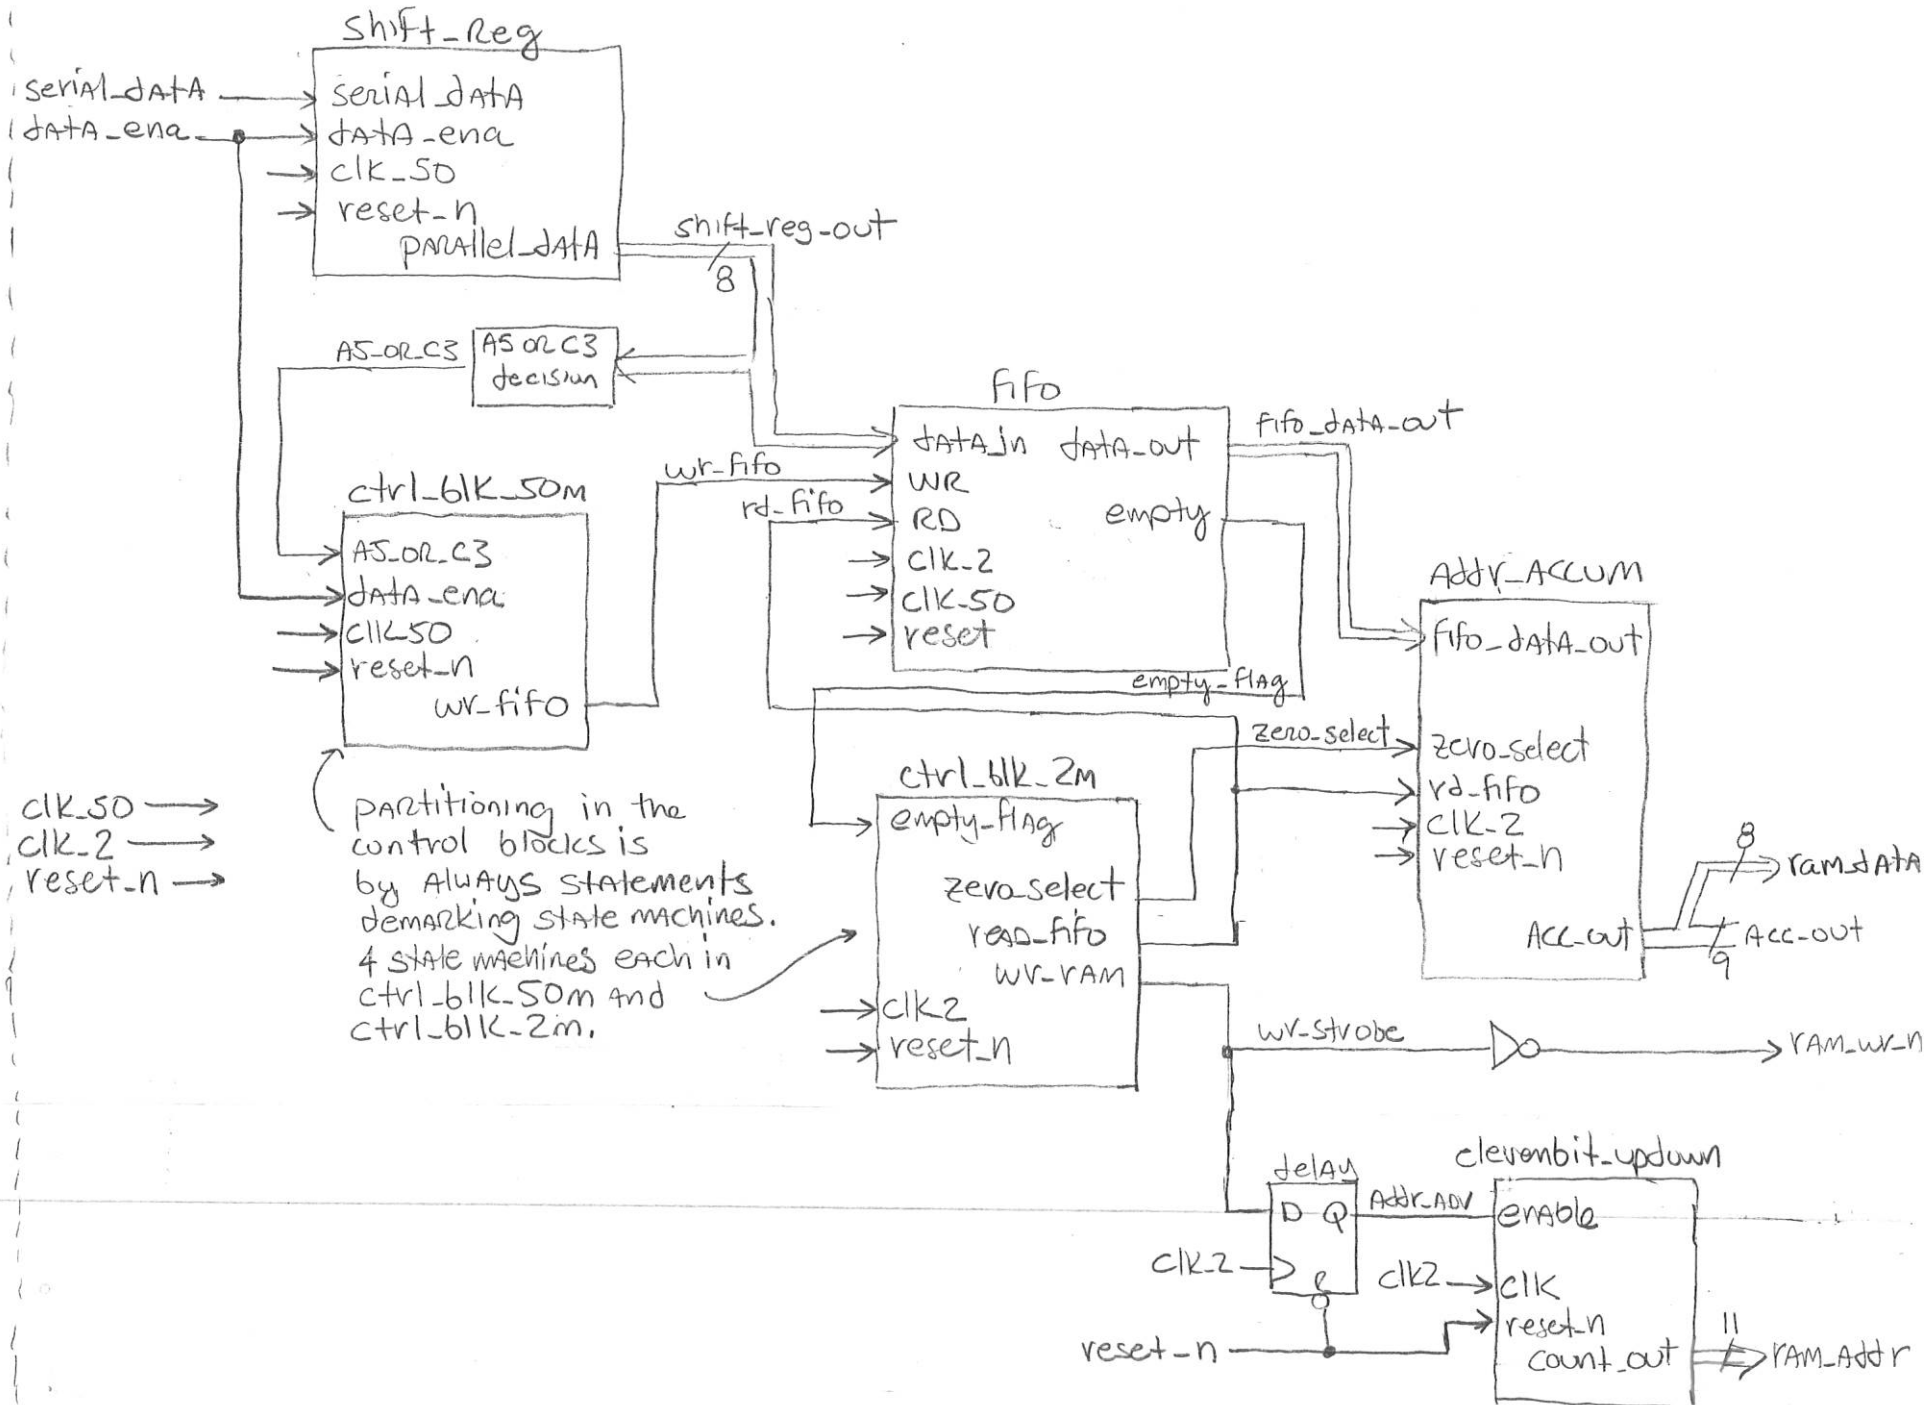 Shift_Reg
serial_data
data_ena
serial_data
data_ena
clk_50
reset_n
parallel_data
shift_reg_out
8
A5_OR_C3
A5 OR C3
decision
ctrl_blk_50m
A5_OR_C3
data_ena
clk50
reset_n
wr_fifo
wr_fifo
rd_fifo
fifo
data_in
data_out
WR
RD
empty
clk_2
clk_50
reset
fifo_data_out
empty_flag
Addr_Accum
fifo_data_out
zero_select
zero_select
rd_fifo
clk_2
reset_n
Acc_out
8
ram_data
Acc_out
9
clk_50
clk_2
reset_n
partitioning in the
control blocks is
by always statements
demarking state machines.
4 state machines each in
ctrl_blk_50m and
ctrl_blk_2m.
ctrl_blk_2m
empty_flag
zero_select
read_fifo
wr_ram
clk2
reset_n
wr_strobe
ram_wr_n
delay
D Q
R
clk_2
Addr_Adv
elevenbit_updown
enable
clk2
clk
reset_n
reset_n
count_out
11
ram_Addr